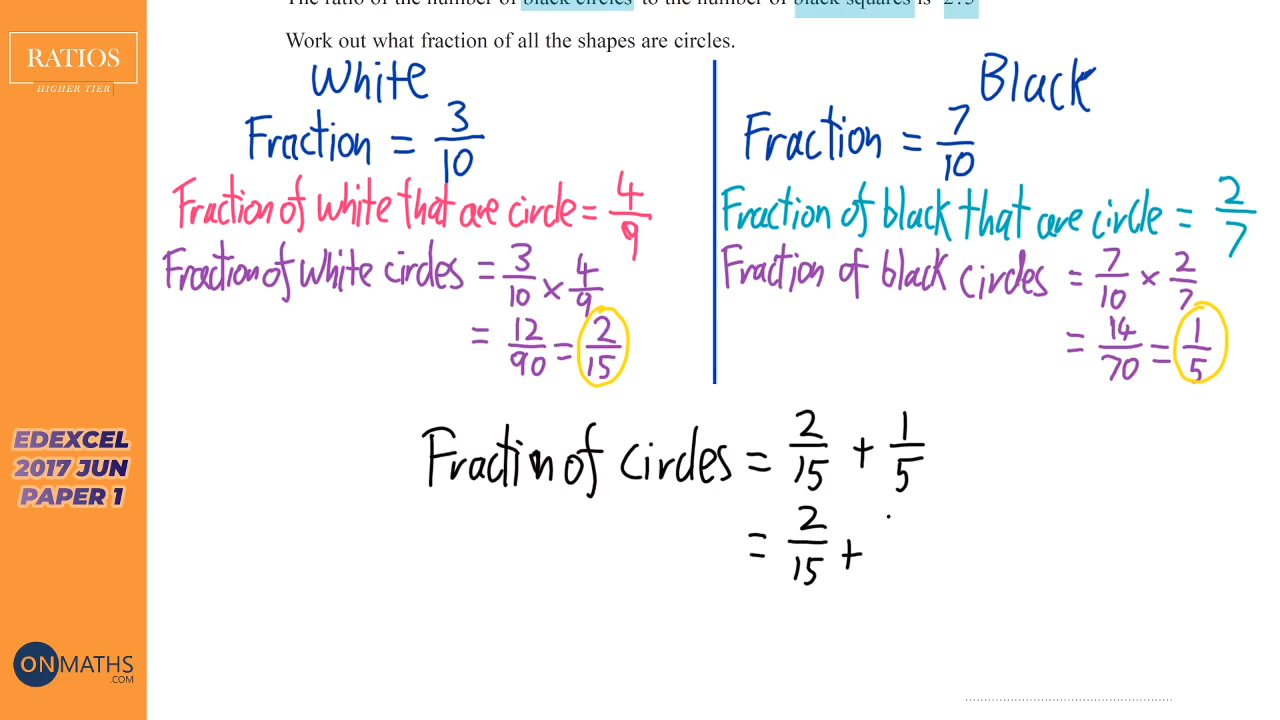 The ratio of the number of black circles to the number of black squares is 2:5
Work out what fraction of all the shapes are circles.
RATIOS
HIGHER TIER
White
Fraction = 3/10
Fraction of white that are circle = 4/9
Fraction of white circles = 3/10 × 4/9
= 12/90 = 2/15
Black
Fraction = 7/10
Fraction of black that are circle = 2/7
Fraction of black circles = 7/10 × 2/7
= 14/70 = 1/5
Fraction of circles = 2/15 + 1/5
= 2/15 +
EDEXCEL
2017 JUN
PAPER 1
ONMATHS
.COM